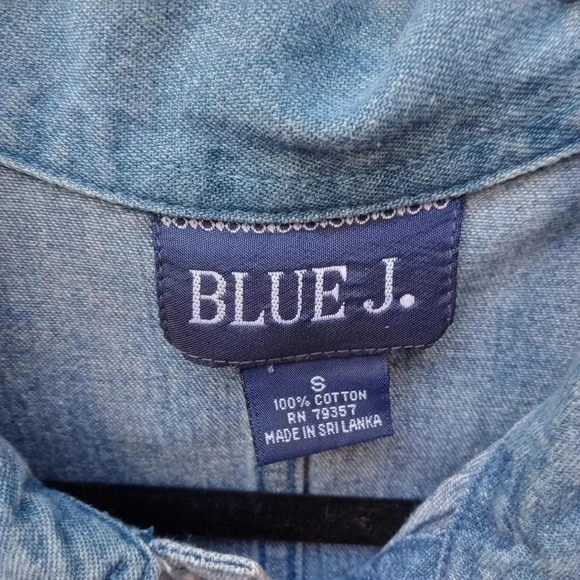 BLUE J.
S
100% COTTON
RN 79357
MADE IN SRI LANKA